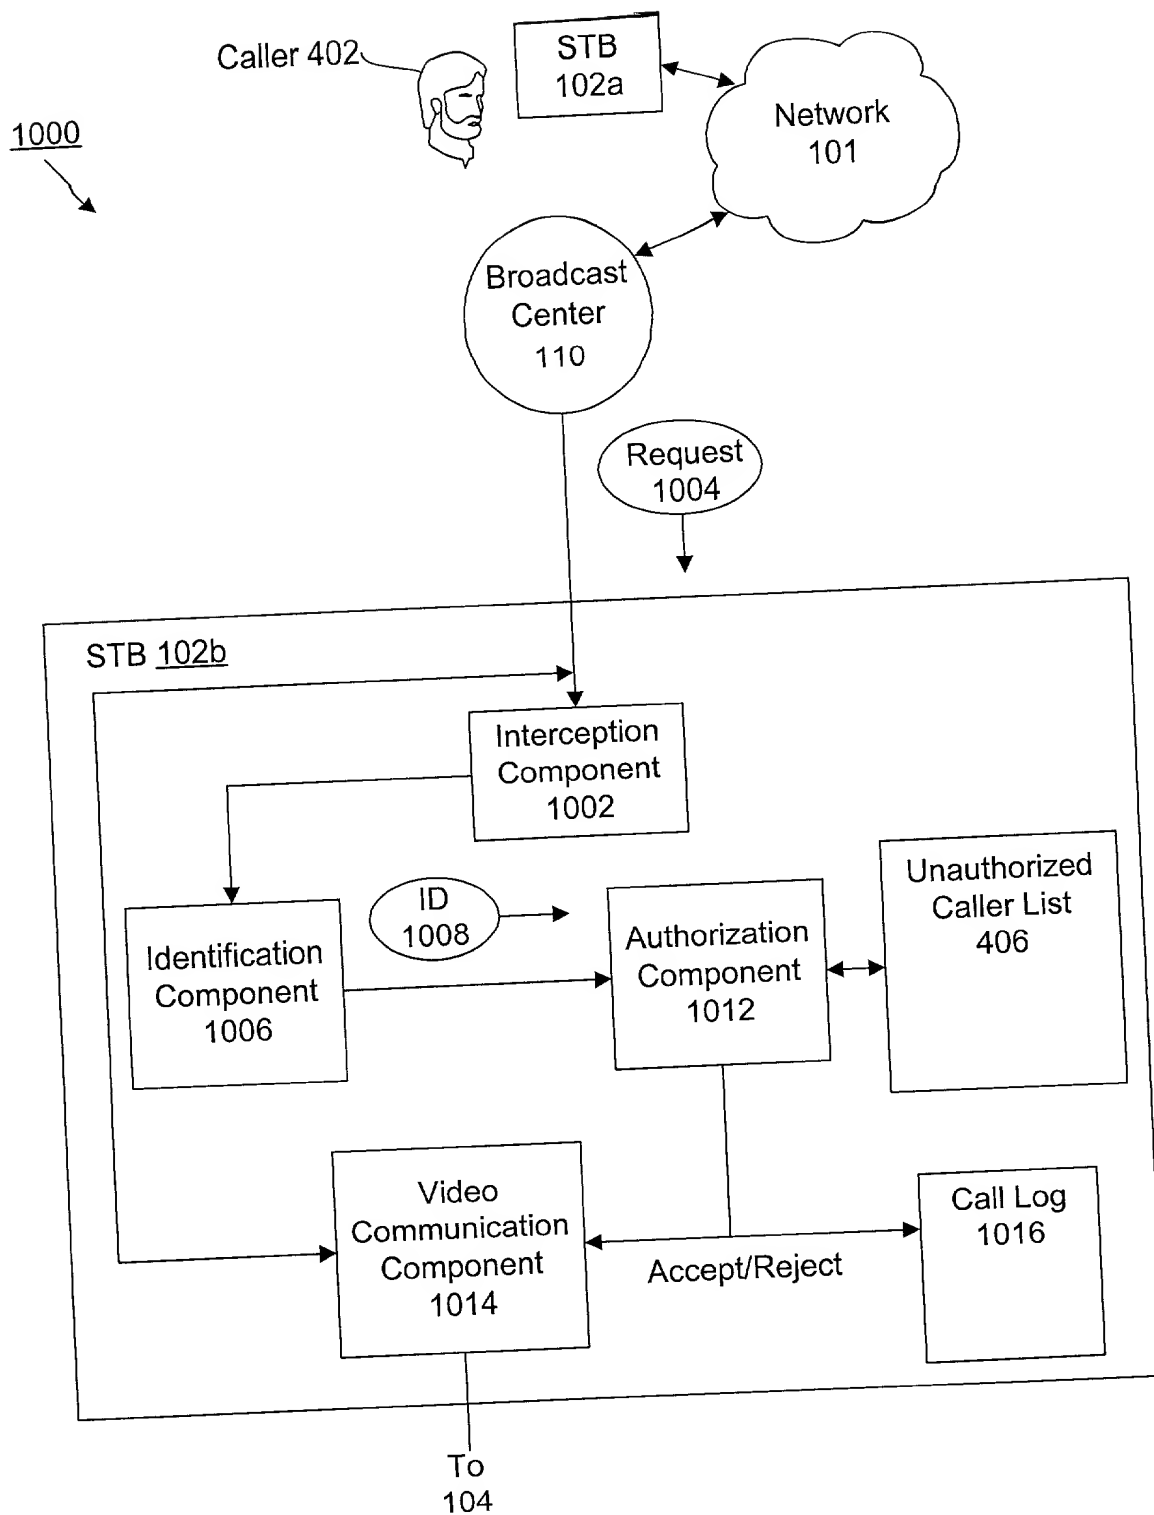 Caller 402
STB
102a
Network
101
1000
Broadcast
Center
110
Request
1004
STB 102b
Interception
Component
1002
Unauthorized
Caller List
406
ID
1008
Authorization
Component
1012
Identification
Component
1006
Video
Communication
Component
1014
Call Log
1016
Accept/Reject
To
104